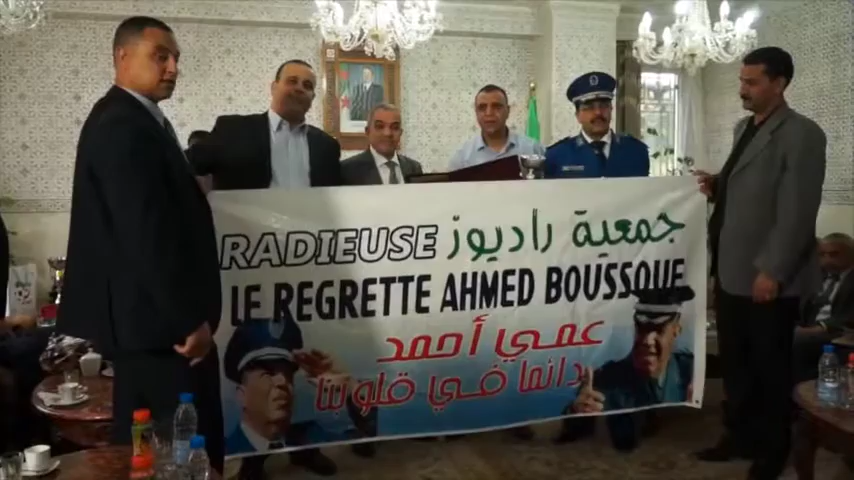 RADIEUSE جمعية راديوز
LE REGRETTE AHMED BOUSSOUE
عمي أحمد
دائما في قلوبنا